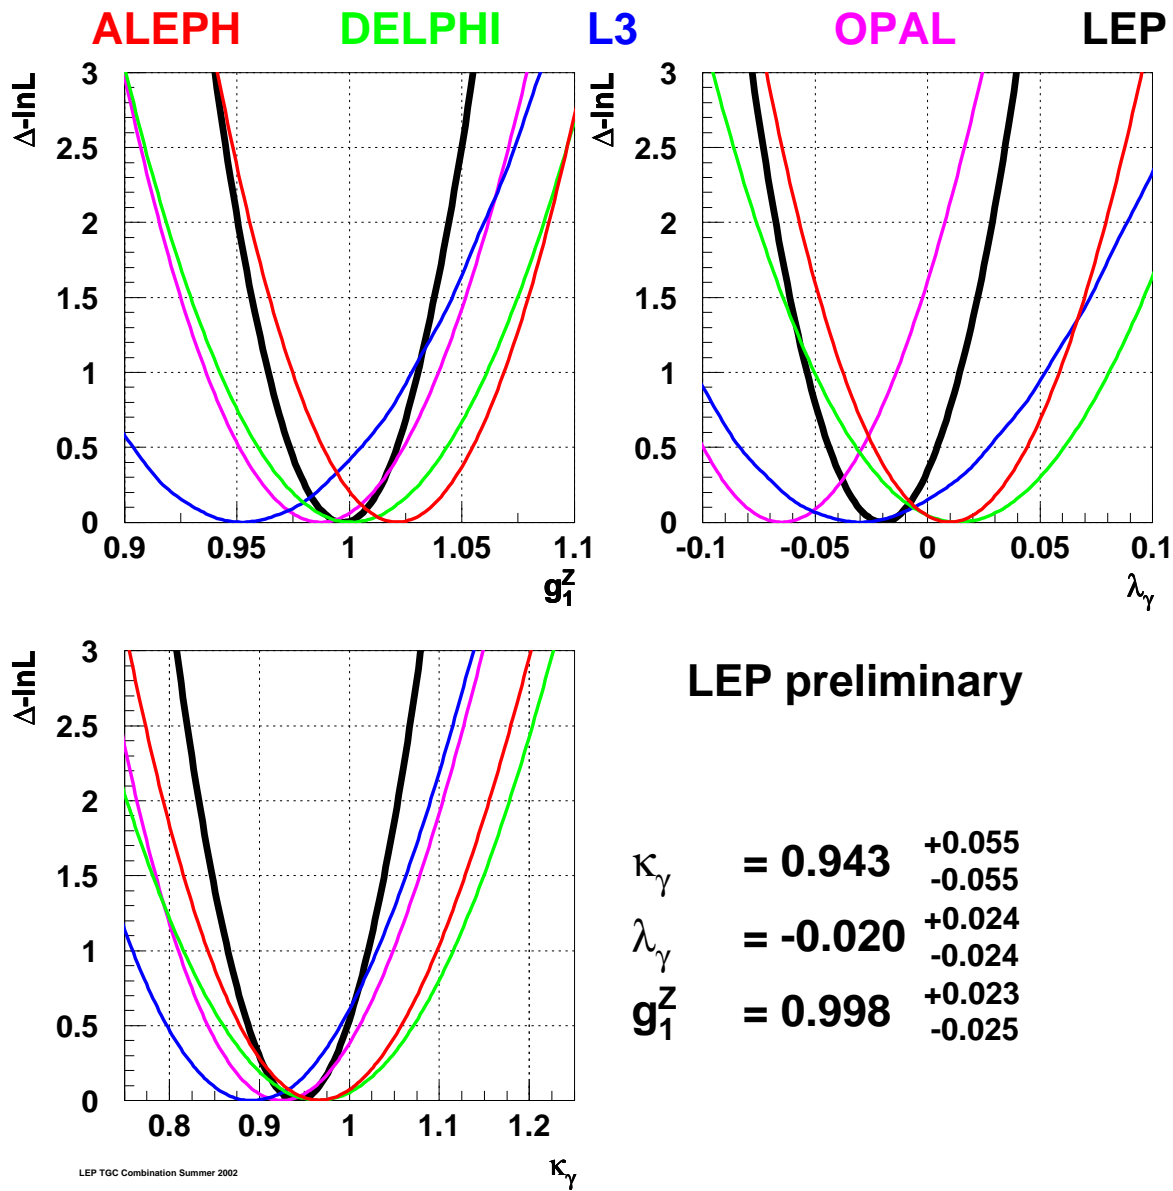 ALEPH DELPHI L3 OPAL LEP
Δ-lnL
3
2.5
2
1.5
1
0.5
0
0.9 0.95 1 1.05 1.1
g₁ᶻ
Δ-lnL
3
2.5
2
1.5
1
0.5
0
-0.1 -0.05 0 0.05 0.1
λᵧ
Δ-lnL
3
2.5
2
1.5
1
0.5
0
0.8 0.9 1 1.1 1.2
κᵧ
LEP preliminary
κᵧ = 0.943 +0.055 -0.055
λᵧ = -0.020 +0.024 -0.024
g₁ᶻ = 0.998 +0.023 -0.025
LEP TGC Combination Summer 2002